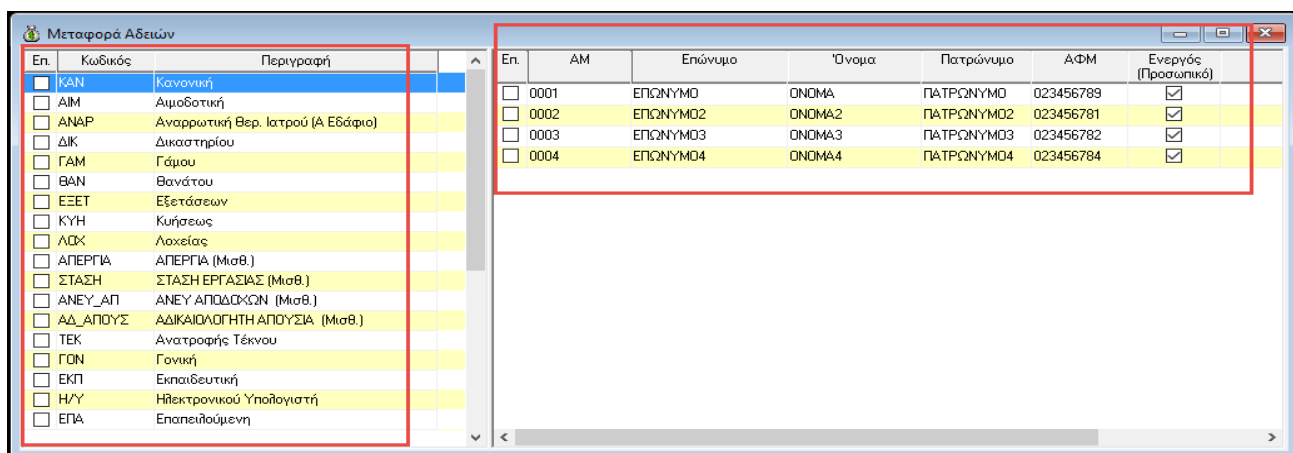 Μεταφορά Αδειών
Επ. Κωδικός Περιγραφή
ΚΑΝ Κανονική
ΑΙΜ Αιμοδοτική
ΑΝΑΡ Αναρρωτική Θερ. Ιατρού (Α Εδάφιο)
ΔΙΚ Δικαστηρίου
ΓΑΜ Γάμου
ΘΑΝ Θανάτου
ΕΞΕΤ Εξετάσεων
ΚΥΗ Κυήσεως
ΛΟΧ Λοχείας
ΑΠΕΡΓΙΑ ΑΠΕΡΓΙΑ (Μισθ.)
ΣΤΑΣΗ ΣΤΑΣΗ ΕΡΓΑΣΙΑΣ (Μισθ.)
ΑΝΕΥ_ΑΠ ΑΝΕΥ ΑΠΟΔΟΧΩΝ (Μισθ.)
ΑΔ_ΑΠΟΥΣ ΑΔΙΚΑΙΟΛΟΓΗΤΗ ΑΠΟΥΣΙΑ (Μισθ.)
ΤΕΚ Ανατροφής Τέκνου
ΓΟΝ Γονική
ΕΚΠ Εκπαιδευτική
Η/Υ Ηλεκτρονικού Υπολογιστή
ΕΠΑ Επαπειλούμενη
Επ. ΑΜ Επώνυμο Όνομα Πατρώνυμο ΑΦΜ Ενεργός
(Προσωπικό)
0001 ΕΠΩΝΥΜΟ ΟΝΟΜΑ ΠΑΤΡΩΝΥΜΟ 023456789
0002 ΕΠΩΝΥΜΟ2 ΟΝΟΜΑ2 ΠΑΤΡΩΝΥΜΟ2 023456781
0003 ΕΠΩΝΥΜΟ3 ΟΝΟΜΑ3 ΠΑΤΡΩΝΥΜΟ3 023456782
0004 ΕΠΩΝΥΜΟ4 ΟΝΟΜΑ4 ΠΑΤΡΩΝΥΜΟ4 023456784